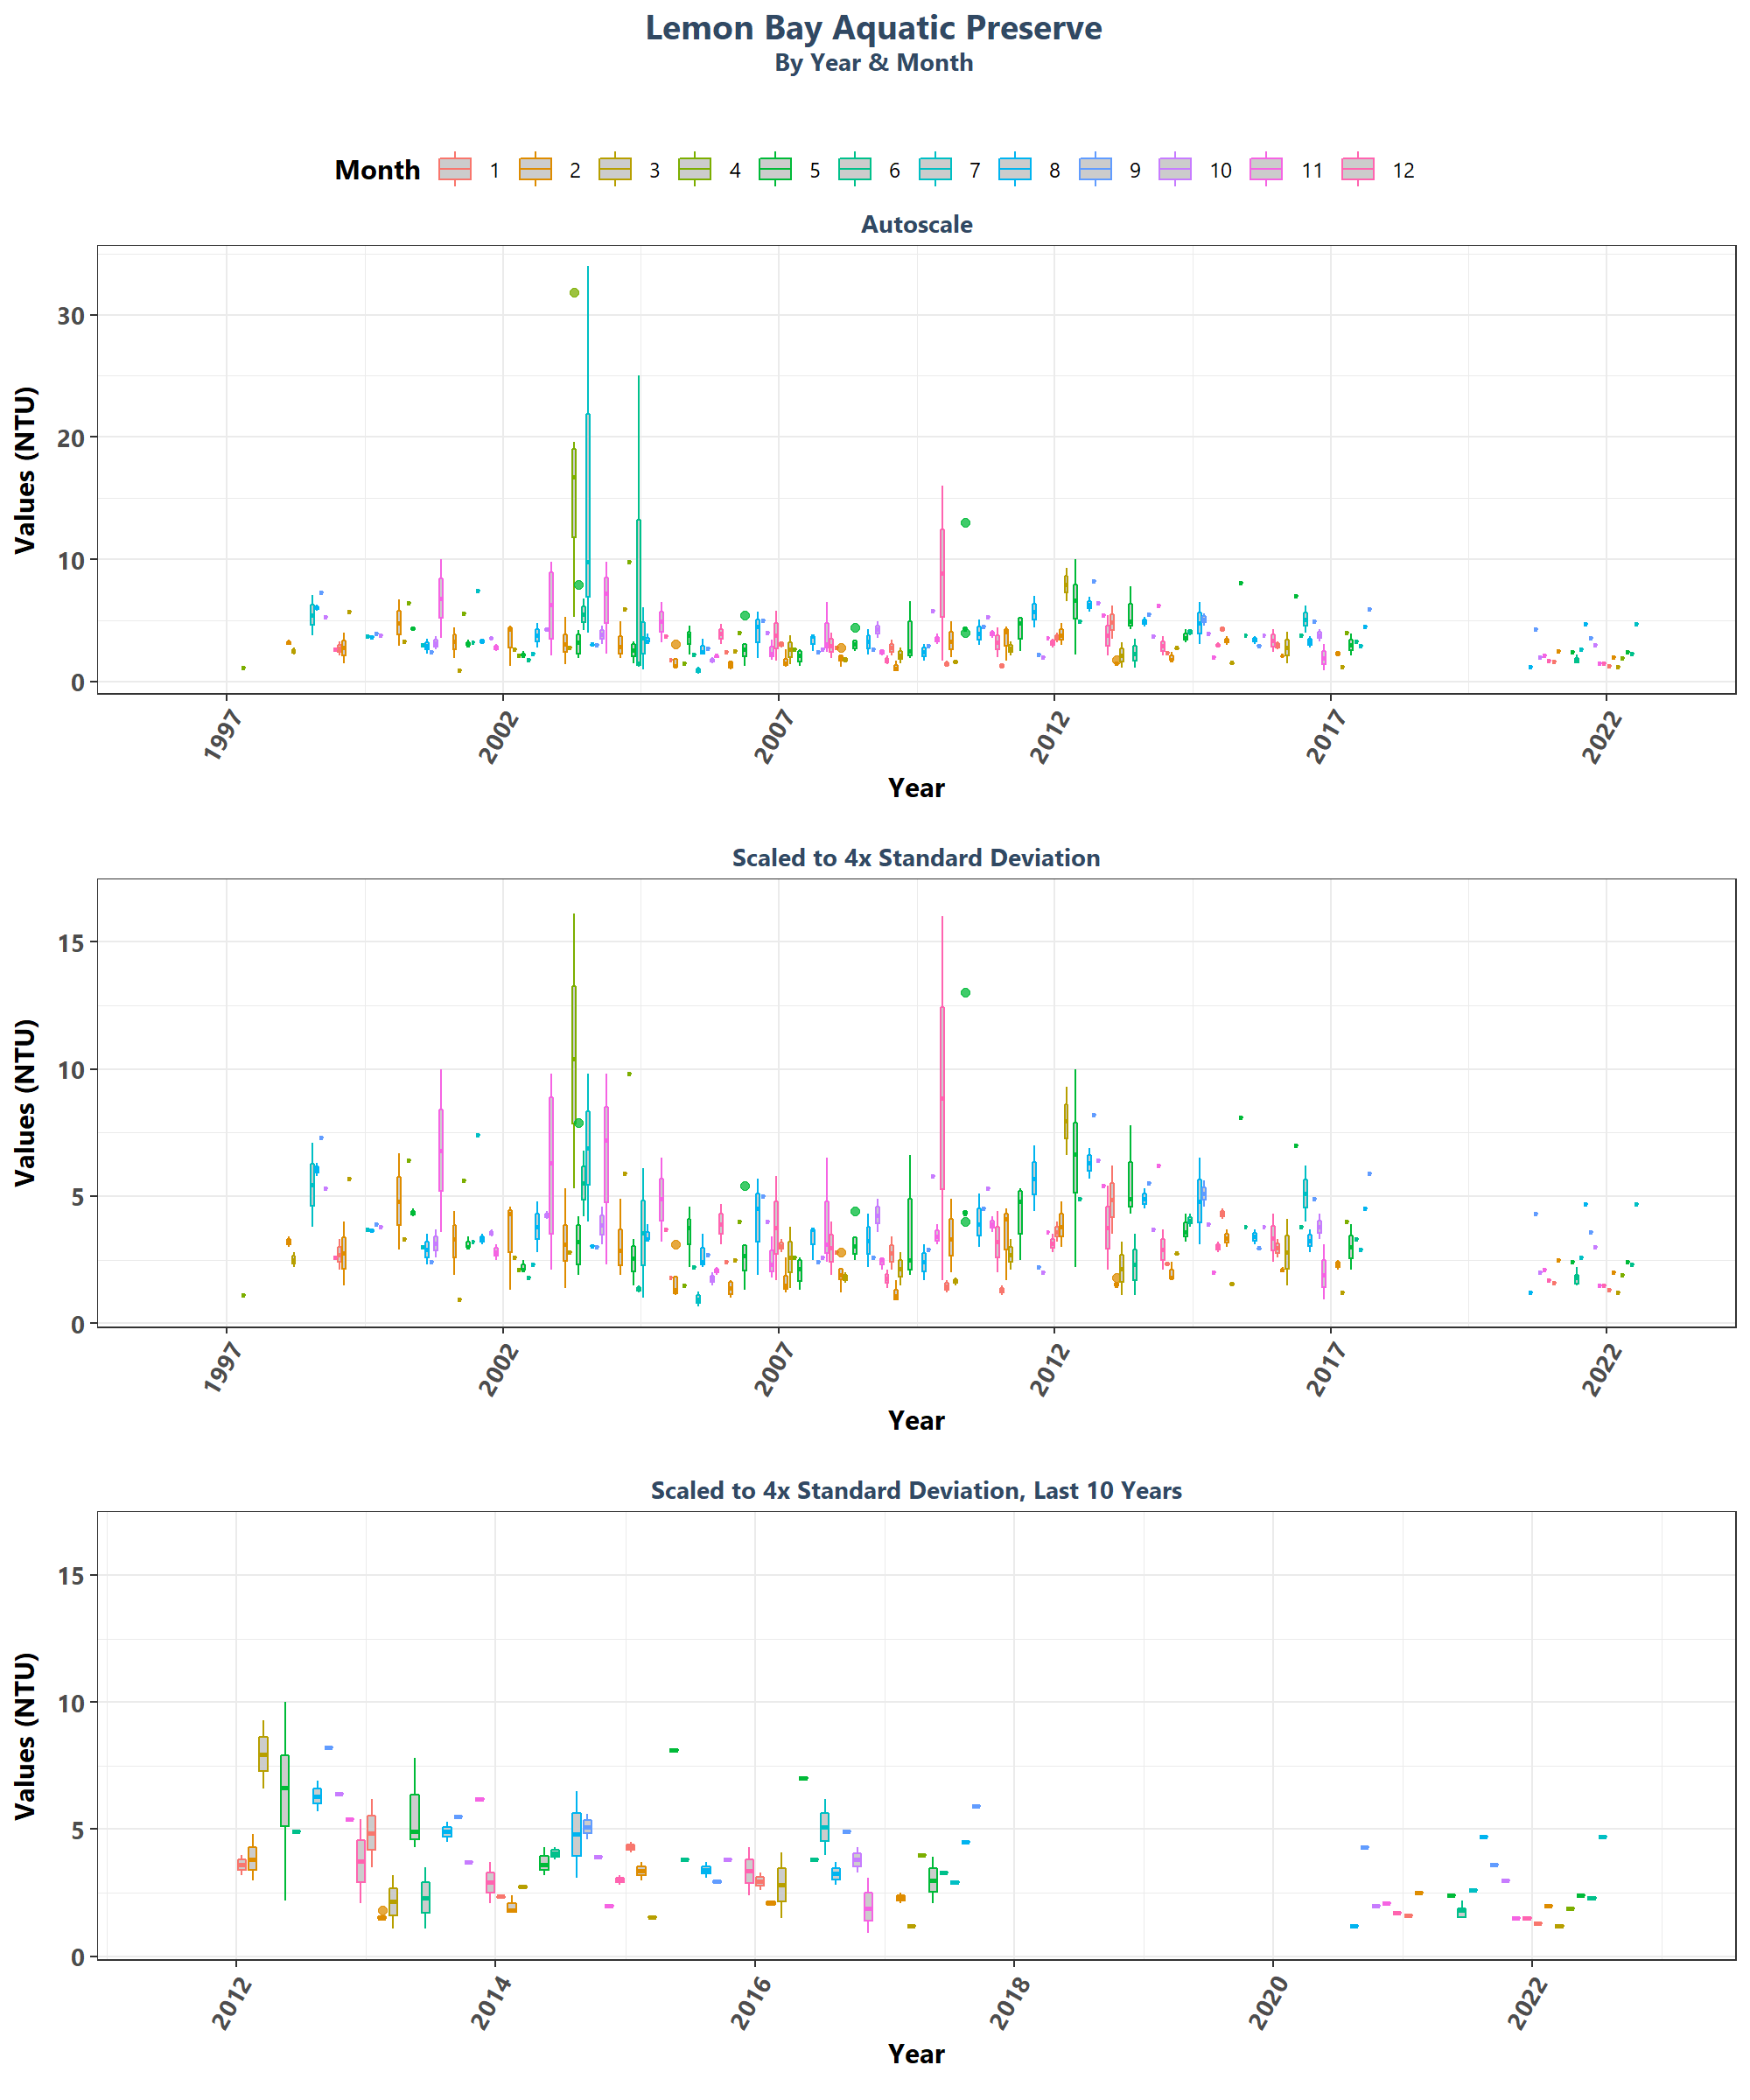 Lemon Bay Aquatic Preserve
By Year & Month
Month 1 2 3 4 5 6 7 8 9 10 11 12
Autoscale
Values (NTU)
30
20
10
0
1997 2002 2007 2012 2017 2022
Year
Scaled to 4x Standard Deviation
Values (NTU)
15
10
5
0
1997 2002 2007 2012 2017 2022
Year
Scaled to 4x Standard Deviation, Last 10 Years
Values (NTU)
15
10
5
0
2012 2014 2016 2018 2020 2022
Year